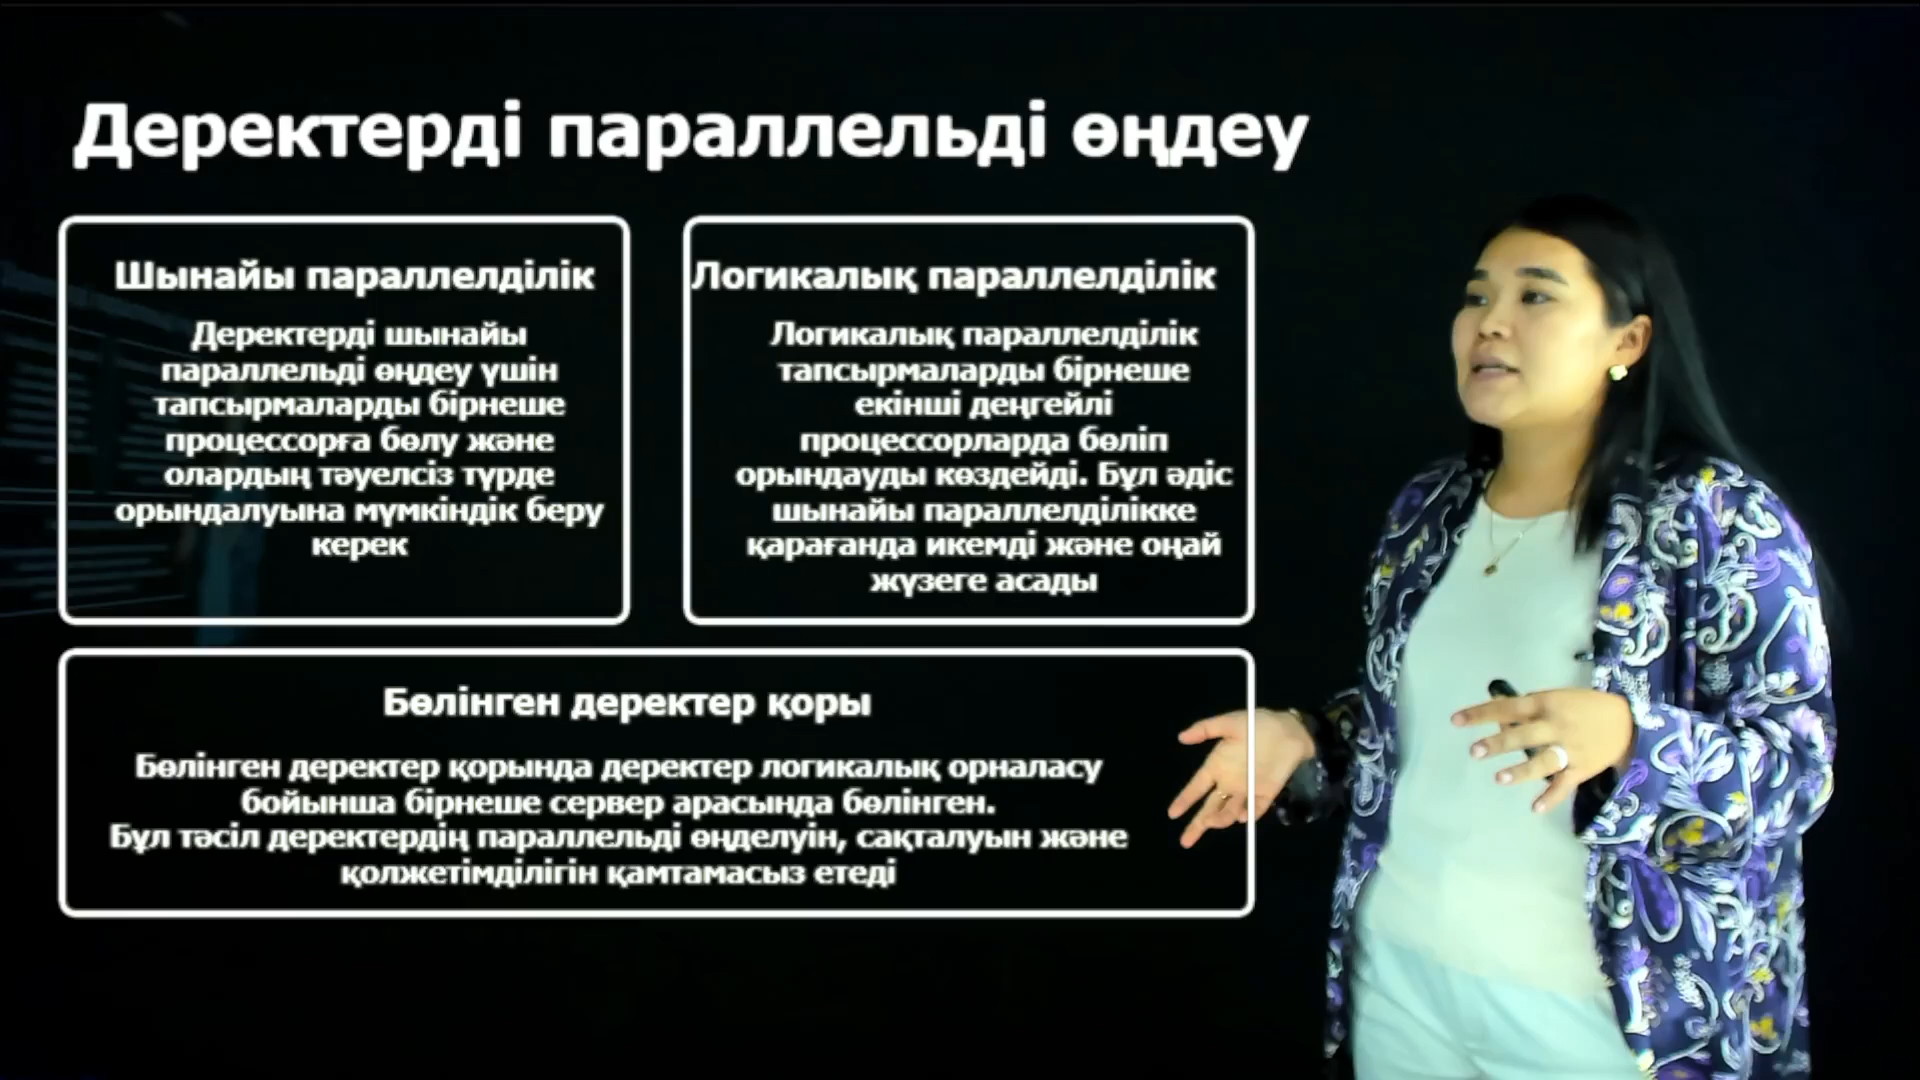 Деректерді параллельді өңдеу
Шынайы параллелділік
Деректерді шынайы
параллельді өңдеу үшін
тапсырмаларды бірнеше
процессорға бөлу және
олардың тәуелсіз түрде
орындалуына мүмкіндік беру
керек
Логикалық параллелділік
Логикалық параллелділік
тапсырмаларды бірнеше
екінші деңгейлі
процессорларда бөліп
орындауды көздейді. Бұл әдіс
шынайы параллелділікке
қарағанда икемді және оңай
жүзеге асады
Бөлінген деректер қоры
Бөлінген деректер қорында деректер логикалық орналасу
бойынша бірнеше сервер арасында бөлінген.
Бұл тәсіл деректердің параллельді өңделуін, сақталуын және
қолжетімділігін қамтамасыз етеді